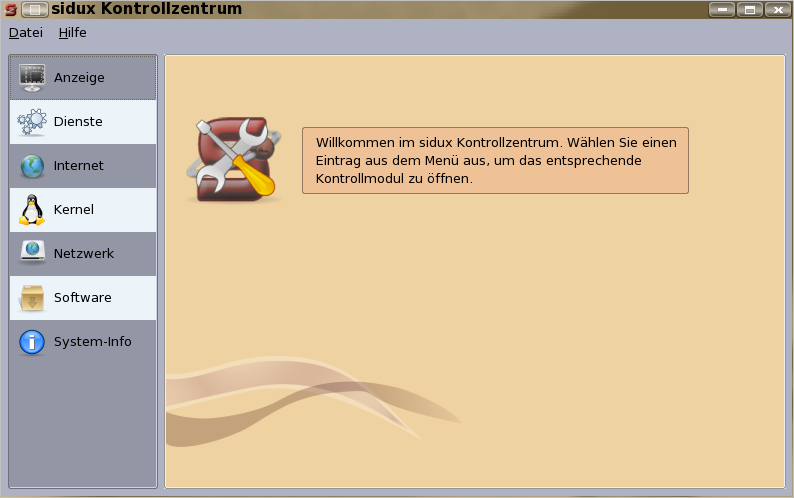 sidux Kontrollzentrum
Datei Hilfe
Anzeige
Dienste
Internet
Kernel
Netzwerk
Software
System-Info
Willkommen im sidux Kontrollzentrum. Wählen Sie einen
Eintrag aus dem Menü aus, um das entsprechende
Kontrollmodul zu öffnen.